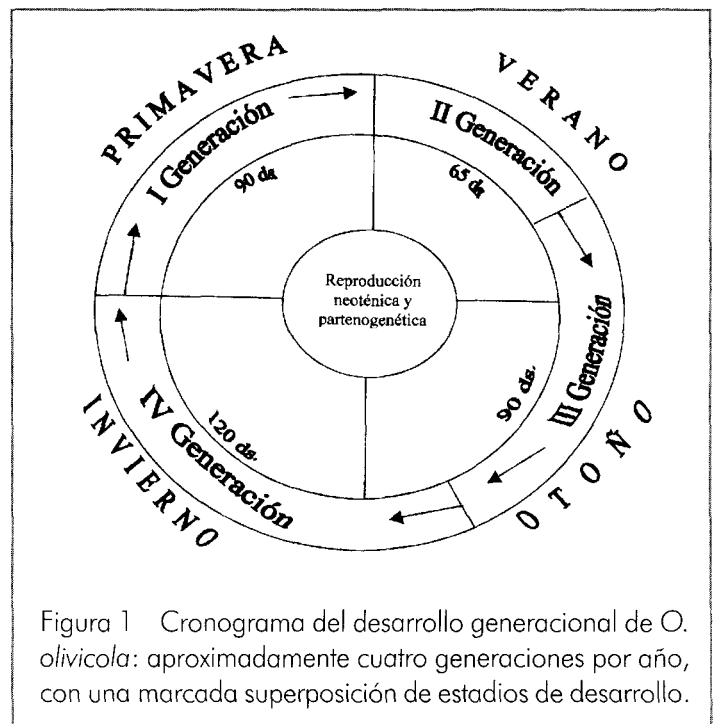 PRIMAVERA
VERANO
I Generación
II Generación
90 ds.
65 ds.
Reproducción
neoténica y
partenogenética
III Generación
90 ds.
IV Generación
120 ds.
OTOÑO
INVIERNO
Figura 1 Cronograma del desarrollo generacional de O.
olivicola: aproximadamente cuatro generaciones por año,
con una marcada superposición de estadios de desarrollo.